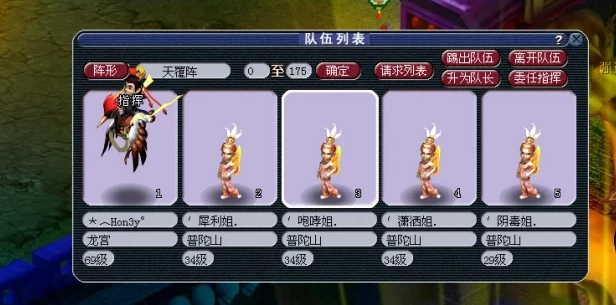 队伍列表
?
踢出队伍 离开队伍
阵形 天覆阵 0 至 175 确定 请求列表
升为队长 委任指挥
指挥
1 2 3 4 5
＊︵Hon3y° ′犀利姐. ′咆哮姐. ′潇洒姐. ′阴毒姐.
龙宫 普陀山 普陀山 普陀山 普陀山
69级 34级 34级 34级 29级